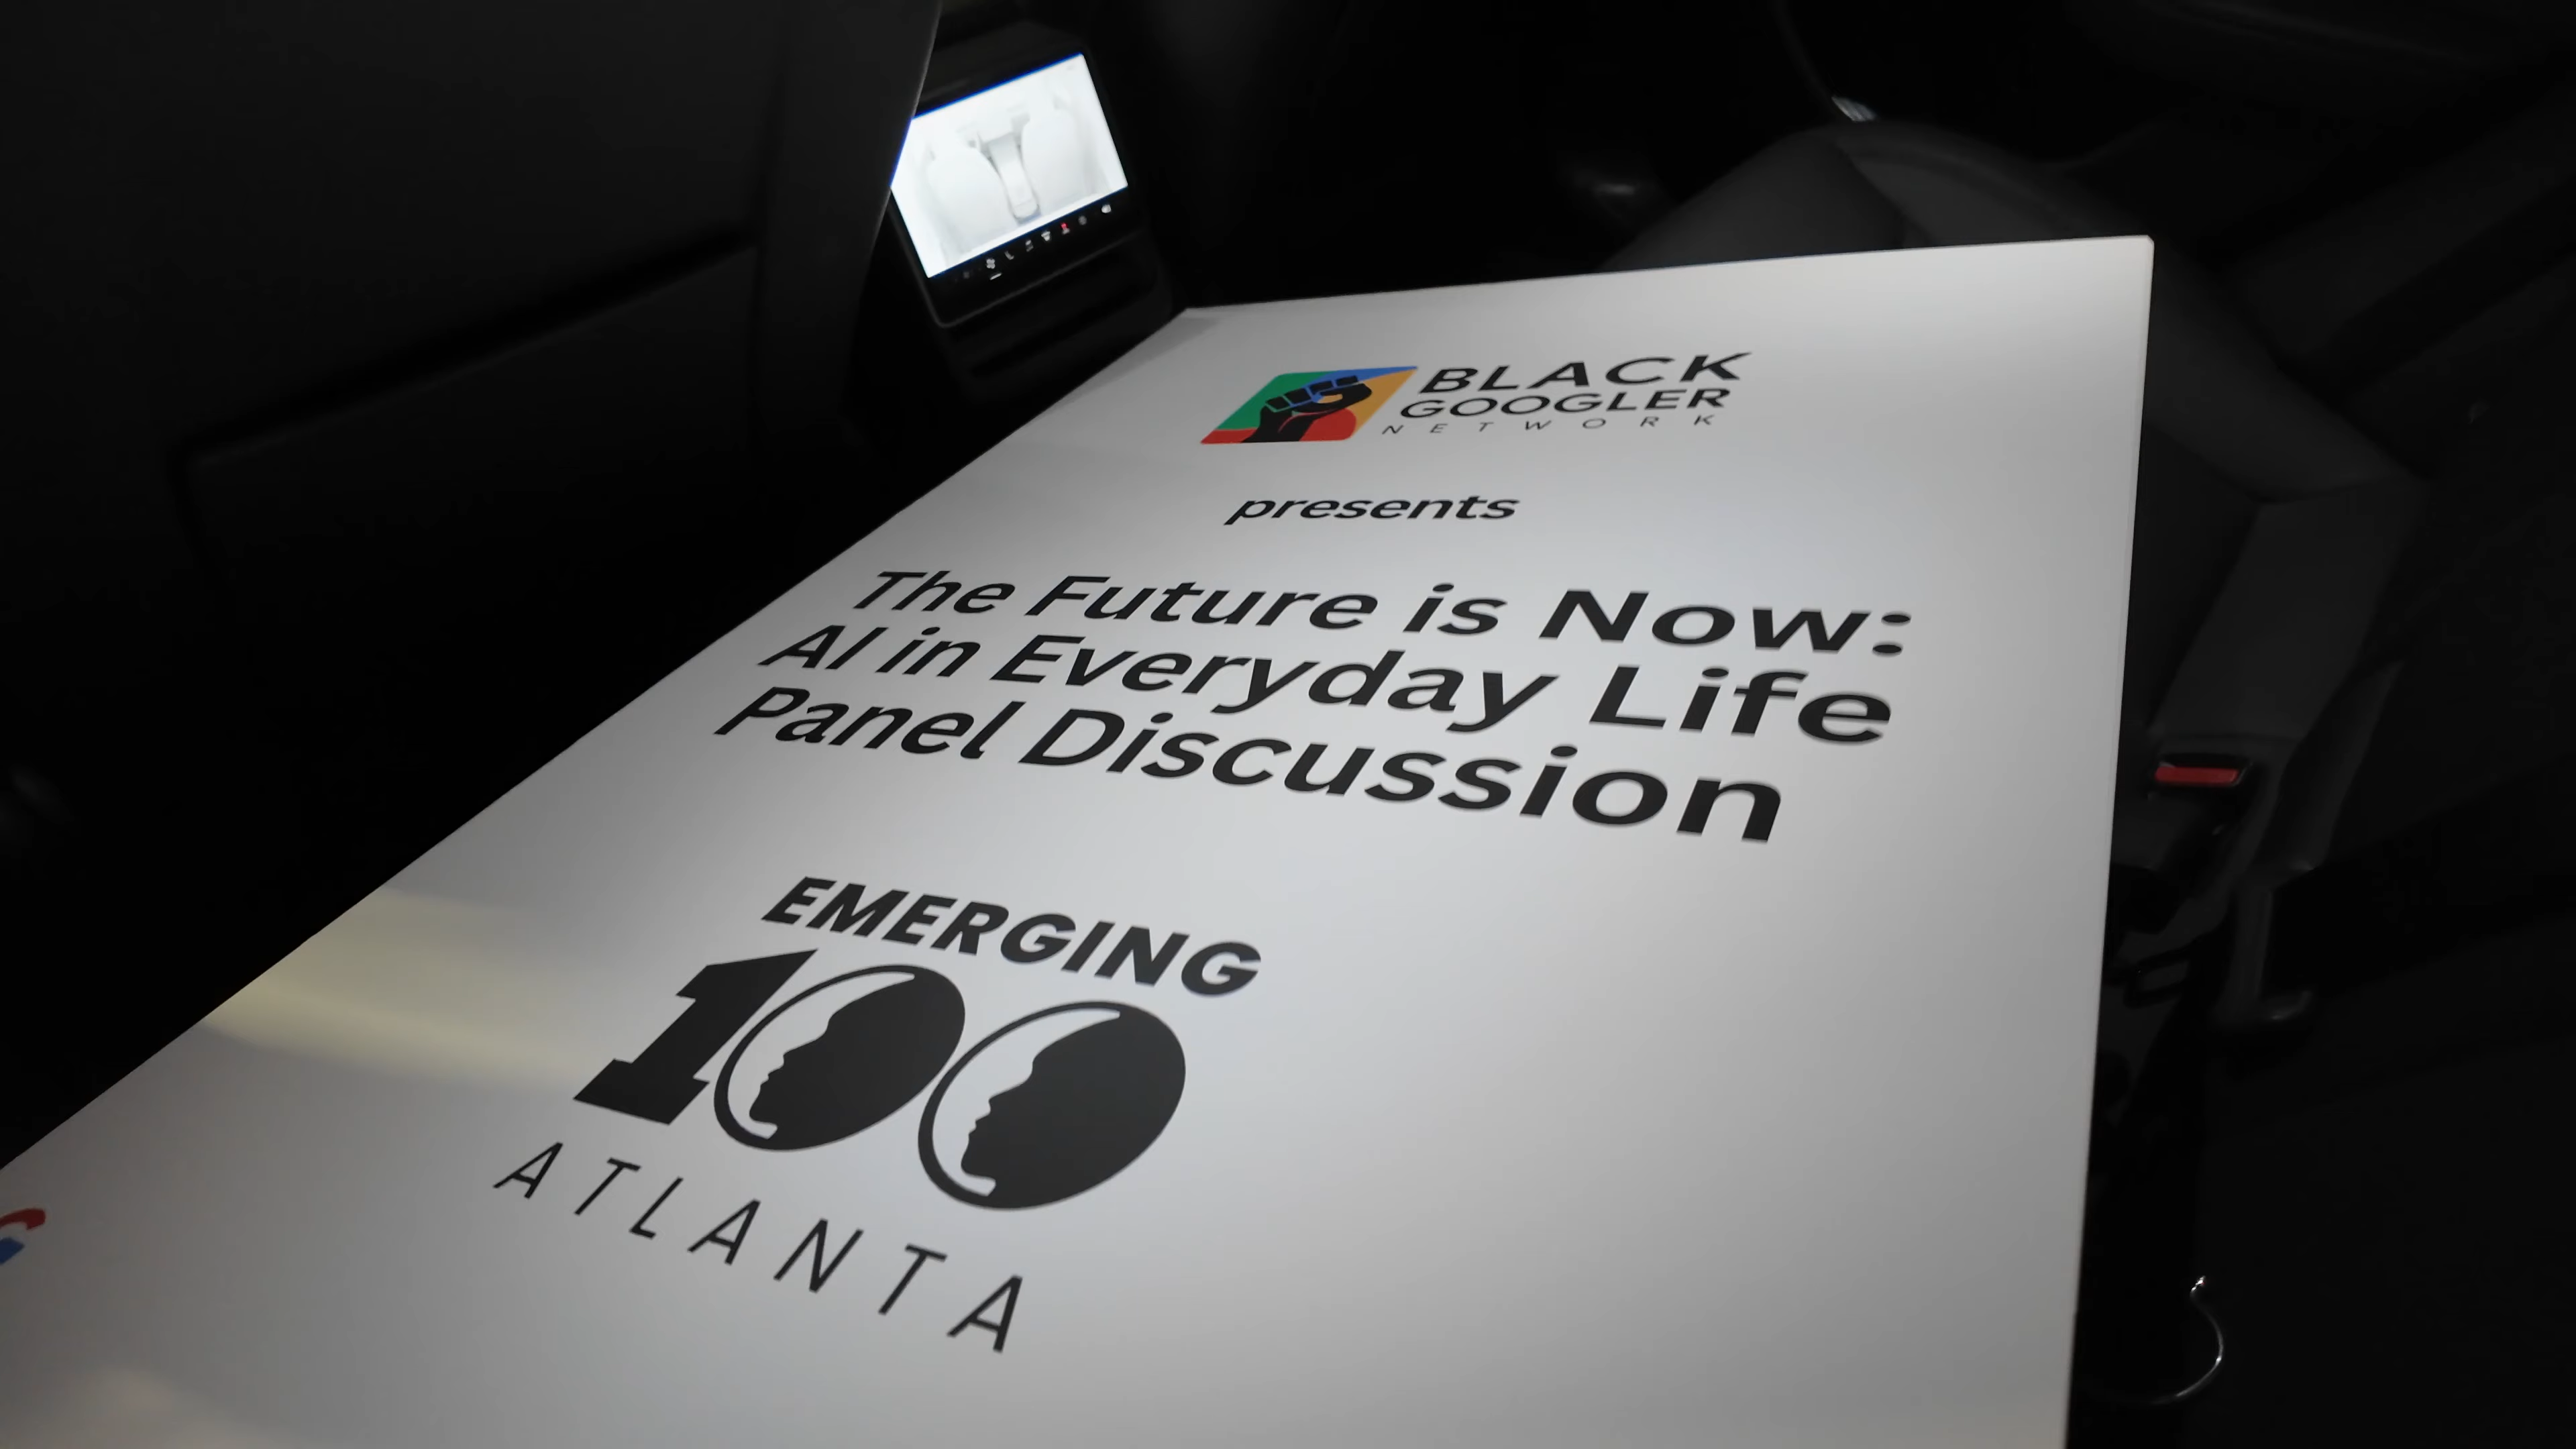 BLACK
GOOGLER
NETWORK
presents
The Future is Now:
AI in Everyday Life
Panel Discussion
EMERGING
100
ATLANTA
G